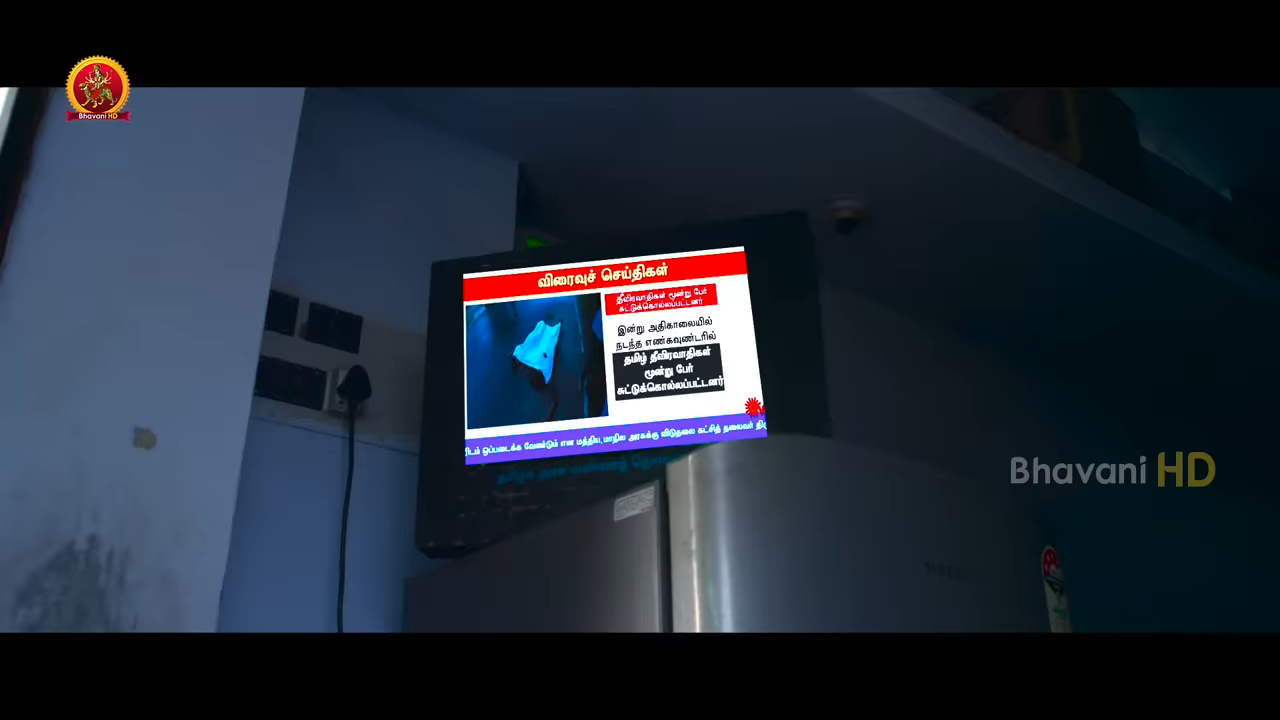 Bhavani HD
விரைவுச் செய்திகள்
தீவிரவாதிகள் மூன்று பேர்
சுட்டுக்கொல்லப்பட்டனர்
இன்று அதிகாலையில்
நடந்த எண்கவுண்டரில்
தமிழ் தீவிரவாதிகள்
மூன்று பேர்
சுட்டுக்கொல்லப்பட்டனர்
ஒப்படைக்க வேண்டும் என மத்திய, மாநில அரசுக்கு விடுதலை கட்சித் தலைவர்
Bhavani HD